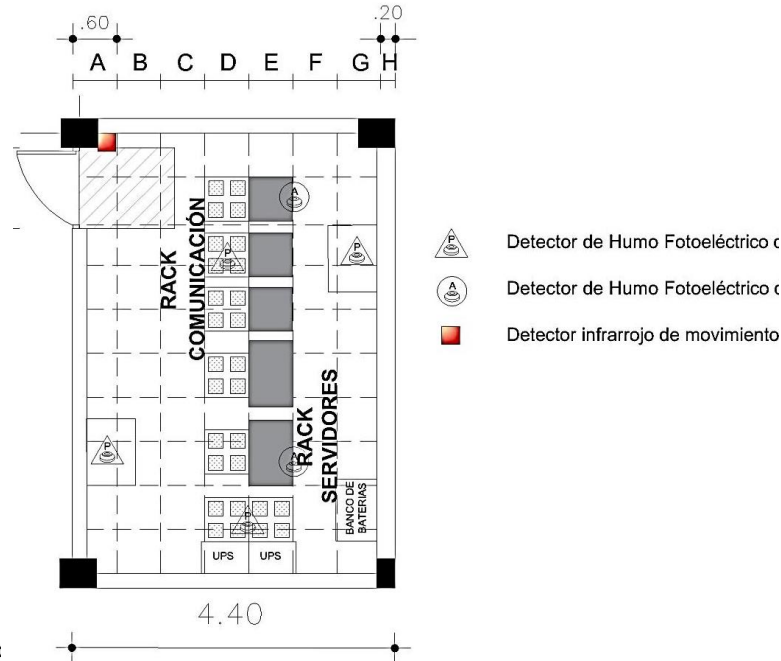 .60
.20
A B C D E F G H
A
P
P
RACK
COMUNICACIÓN
P
A
RACK
SERVIDORES
P
BANCO DE
BATERIAS
UPS UPS
4.40
P
Detector de Humo Fotoeléctrico
A
Detector de Humo Fotoeléctrico
Detector infrarrojo de movimiento